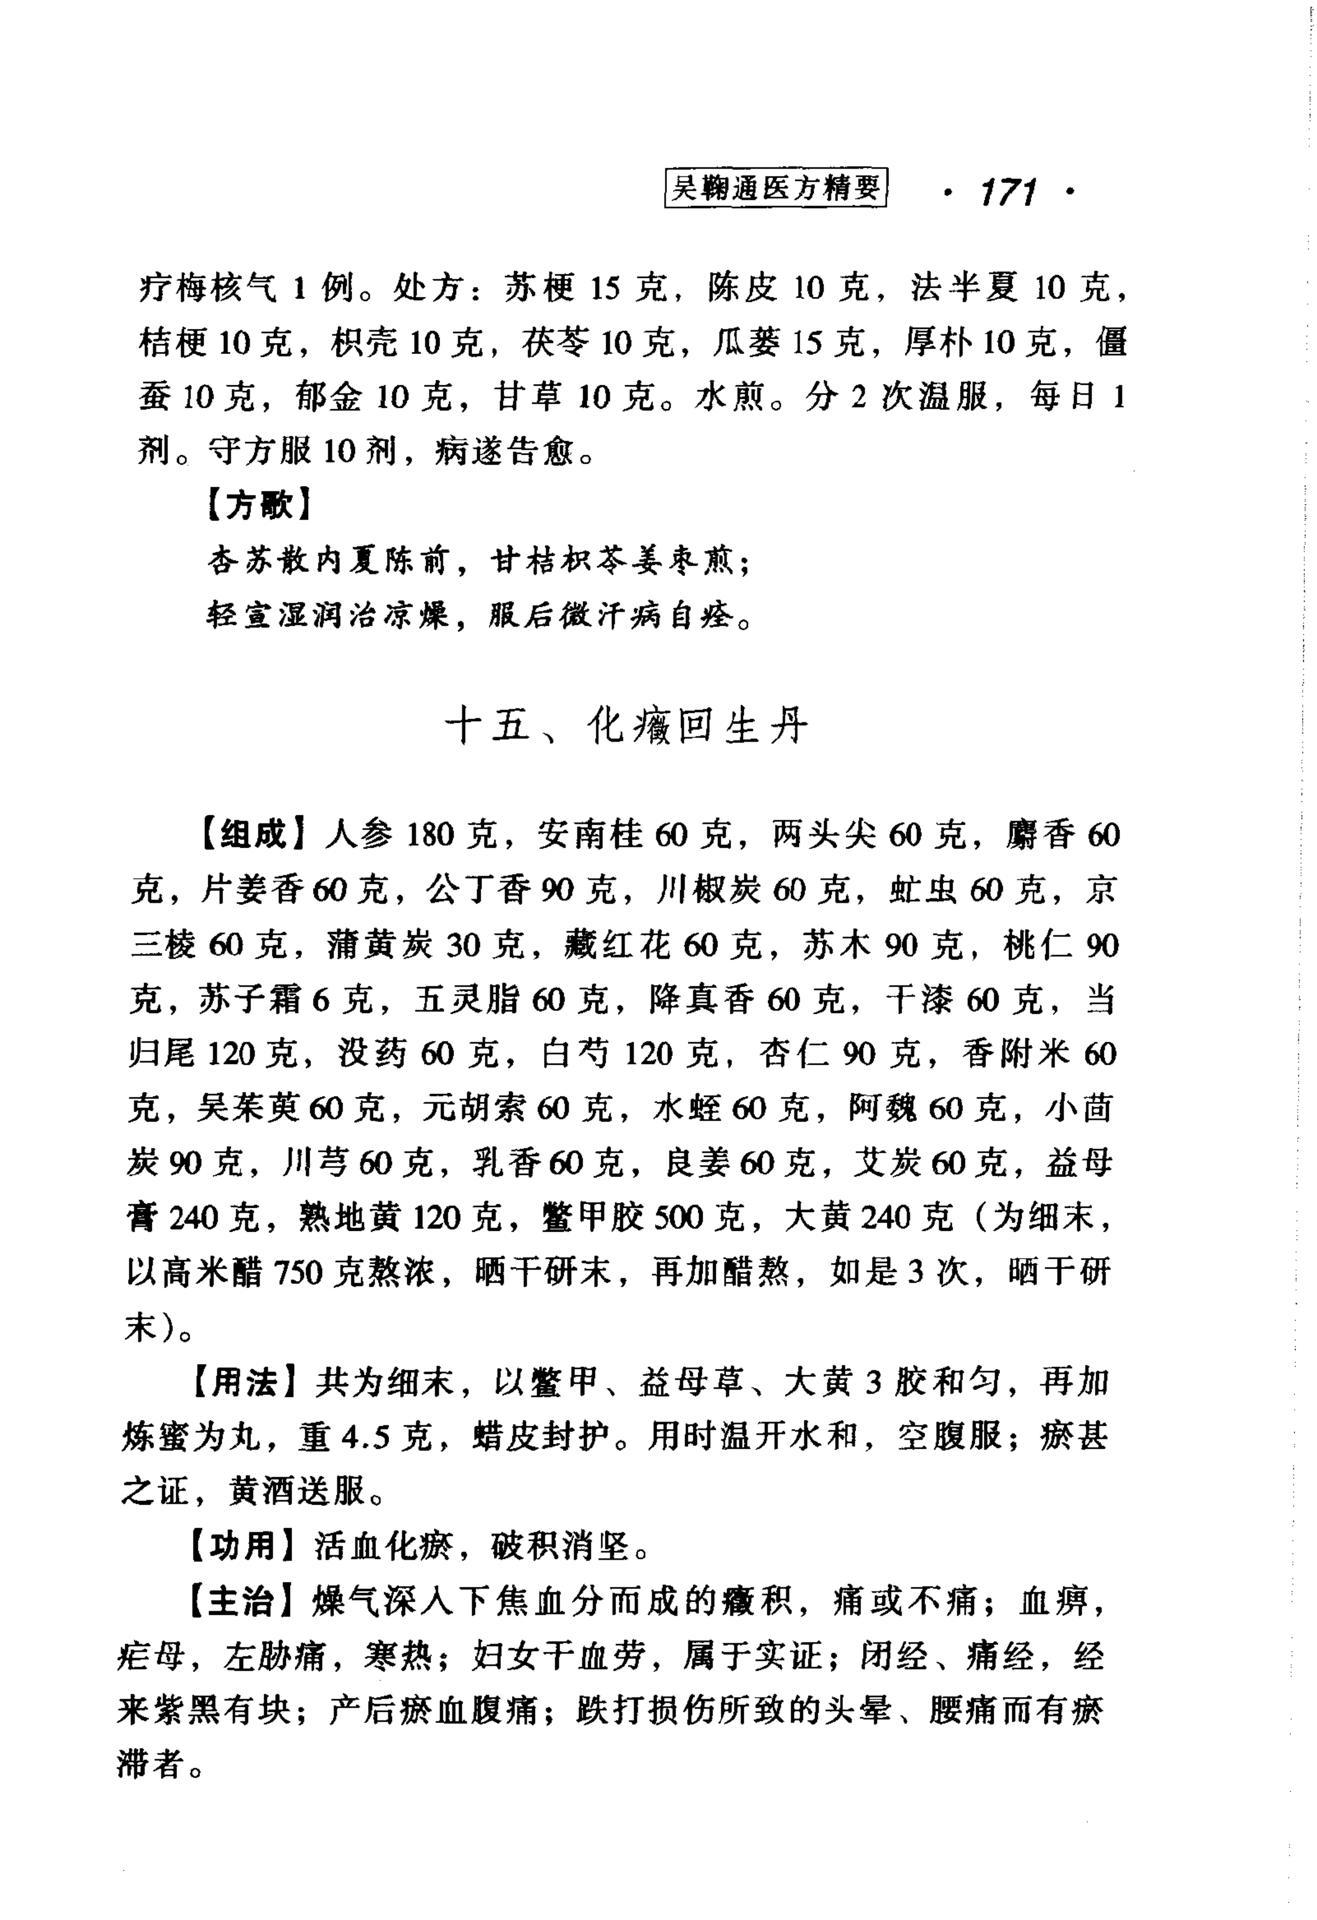 吴鞠通医方精要 · 171 ·
疗梅核气 1 例。处方：苏梗 15 克，陈皮 10 克，法半夏 10 克，
桔梗 10 克，枳壳 10 克，茯苓 10 克，瓜蒌 15 克，厚朴 10 克，僵
蚕 10 克，郁金 10 克，甘草 10 克。水煎。分 2 次温服，每日 1
剂。守方服 10 剂，病遂告愈。
【方歌】
杏苏散内夏陈前，甘桔枳苓姜枣煎；
轻宣湿润治凉燥，服后微汗病自痊。
十五、化癥回生丹
【组成】人参 180 克，安南桂 60 克，两头尖 60 克，麝香 60
克，片姜香 60 克，公丁香 90 克，川椒炭 60 克，虻虫 60 克，京
三棱 60 克，蒲黄炭 30 克，藏红花 60 克，苏木 90 克，桃仁 90
克，苏子霜 6 克，五灵脂 60 克，降真香 60 克，干漆 60 克，当
归尾 120 克，没药 60 克，白芍 120 克，杏仁 90 克，香附米 60
克，吴茱萸 60 克，元胡索 60 克，水蛭 60 克，阿魏 60 克，小茴
炭 90 克，川芎 60 克，乳香 60 克，良姜 60 克，艾炭 60 克，益母
膏 240 克，熟地黄 120 克，鳖甲胶 500 克，大黄 240 克（为细末，
以高米醋 750 克熬浓，晒干研末，再加醋熬，如是 3 次，晒干研
末）。
【用法】共为细末，以鳖甲、益母草、大黄 3 胶和匀，再加
炼蜜为丸，重 4.5 克，蜡皮封护。用时温开水和，空腹服；瘀甚
之证，黄酒送服。
【功用】活血化瘀，破积消坚。
【主治】燥气深入下焦血分而成的癥积，痛或不痛；血痹，
疟母，左胁痛，寒热；妇女干血劳，属于实证；闭经、痛经，经
来紫黑有块；产后瘀血腹痛；跌打损伤所致的头晕、腰痛而有瘀
滞者。